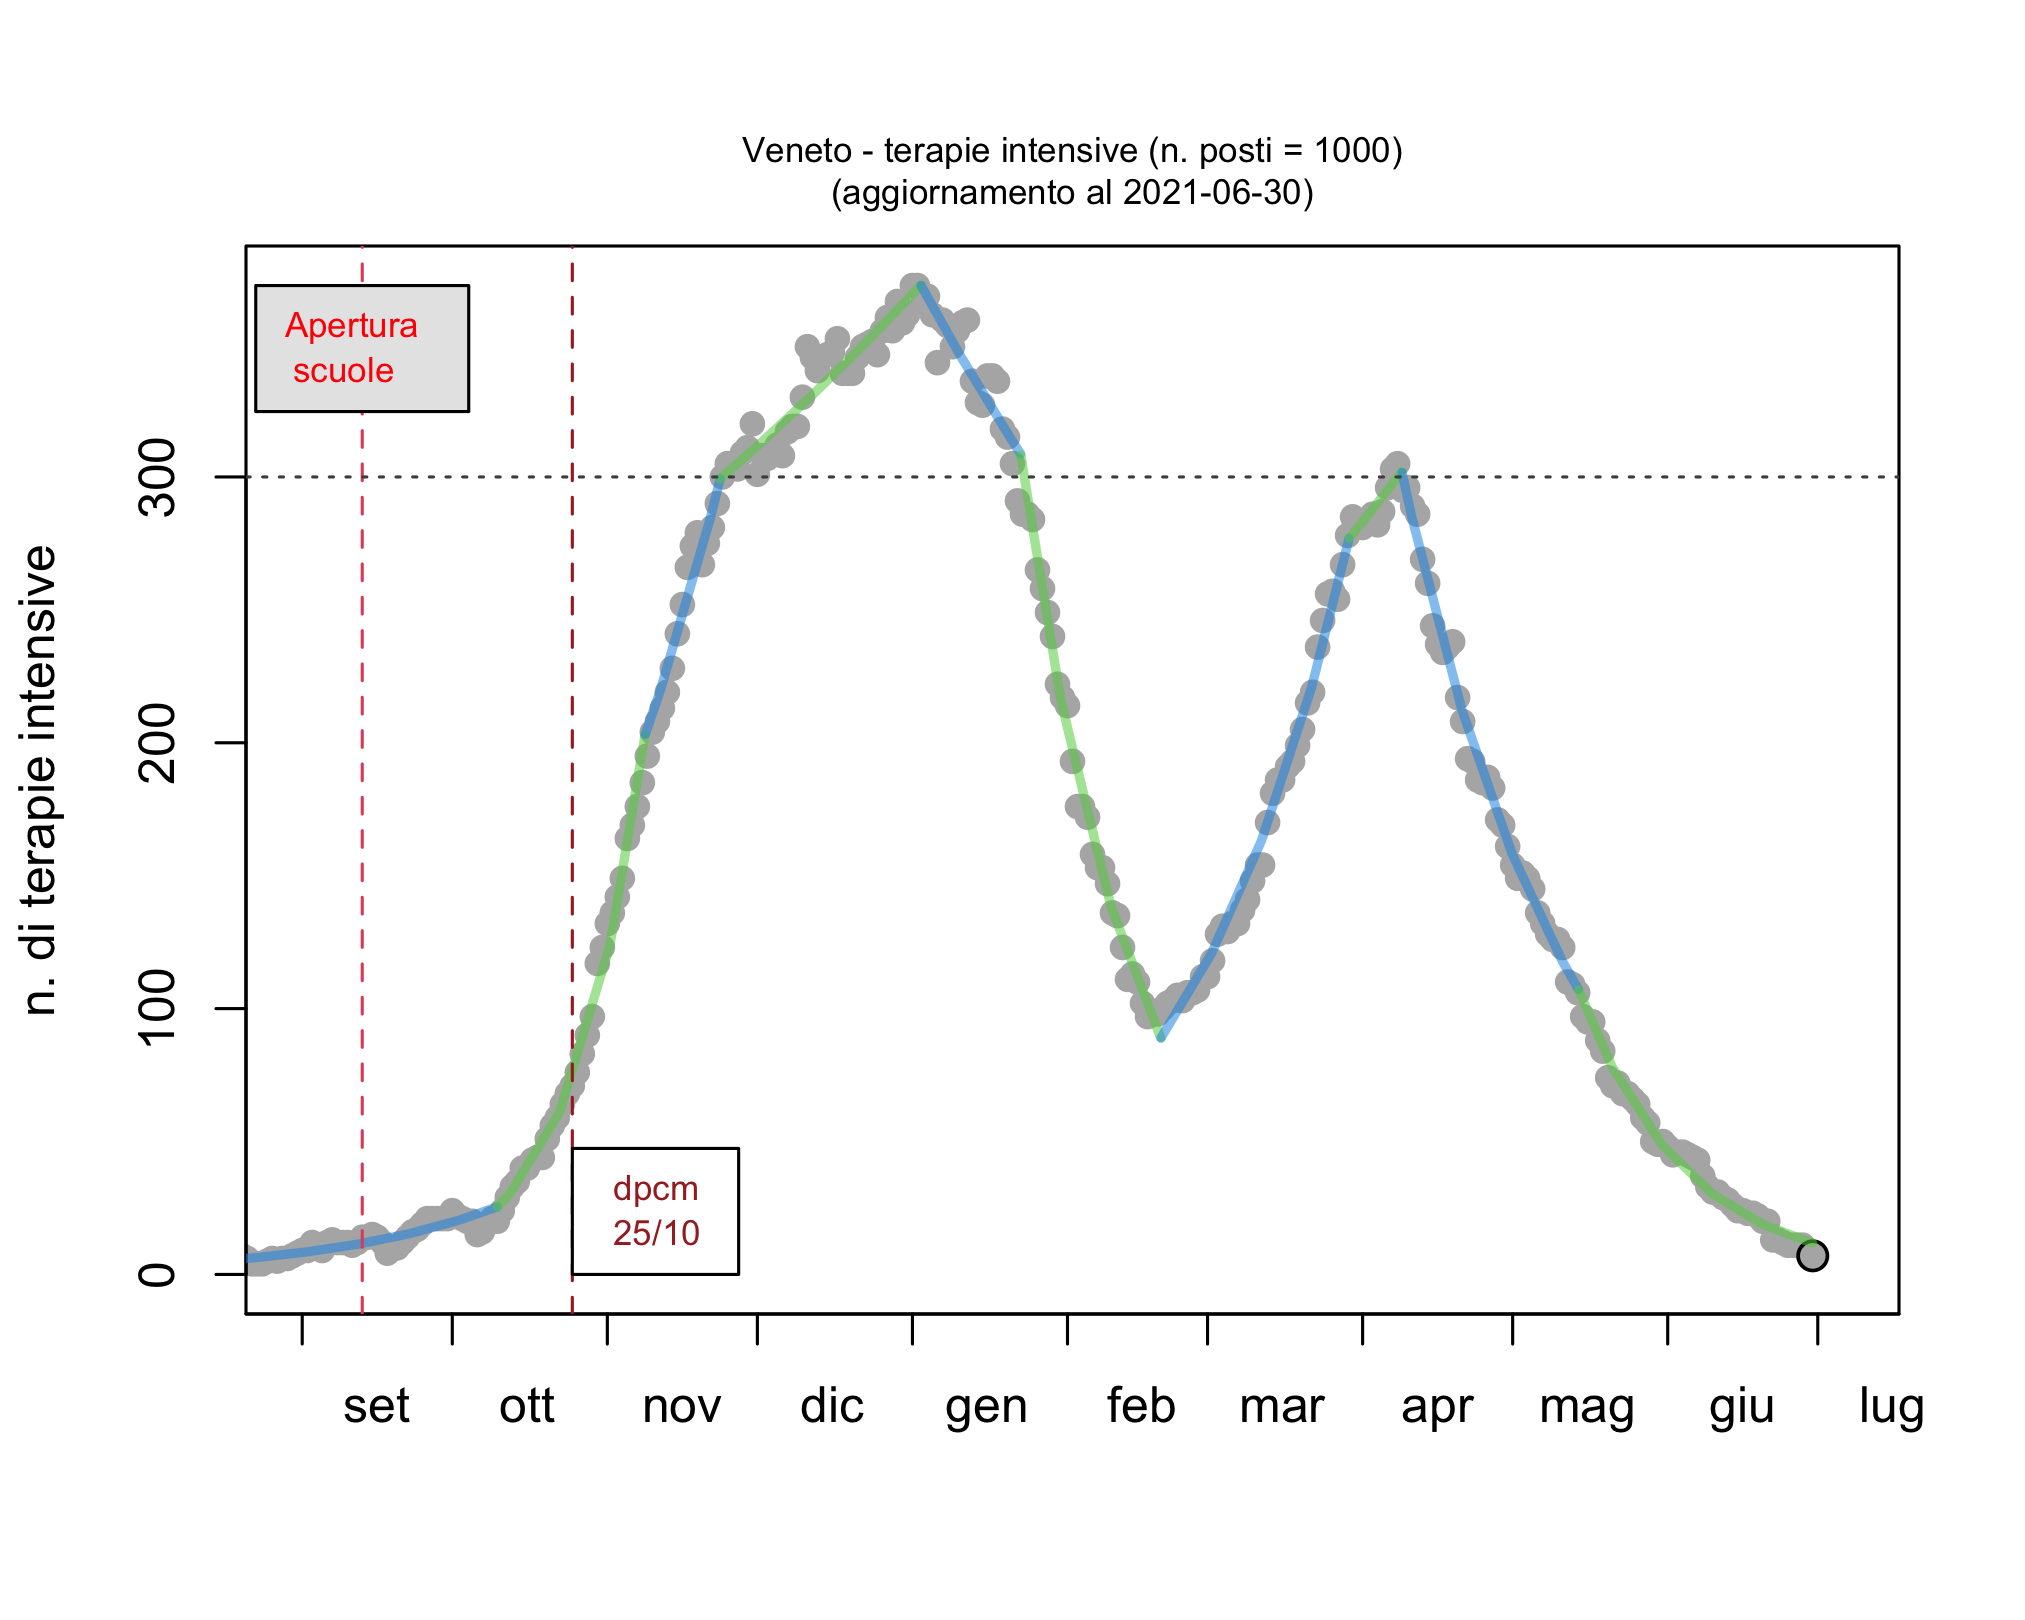 Veneto - terapie intensive (n. posti = 1000)
(aggiornamento al 2021-06-30)
Apertura
scuole
n. di terapie intensive
300
200
100
0
dpcm
25/10
set ott nov dic gen feb mar apr mag giu lug